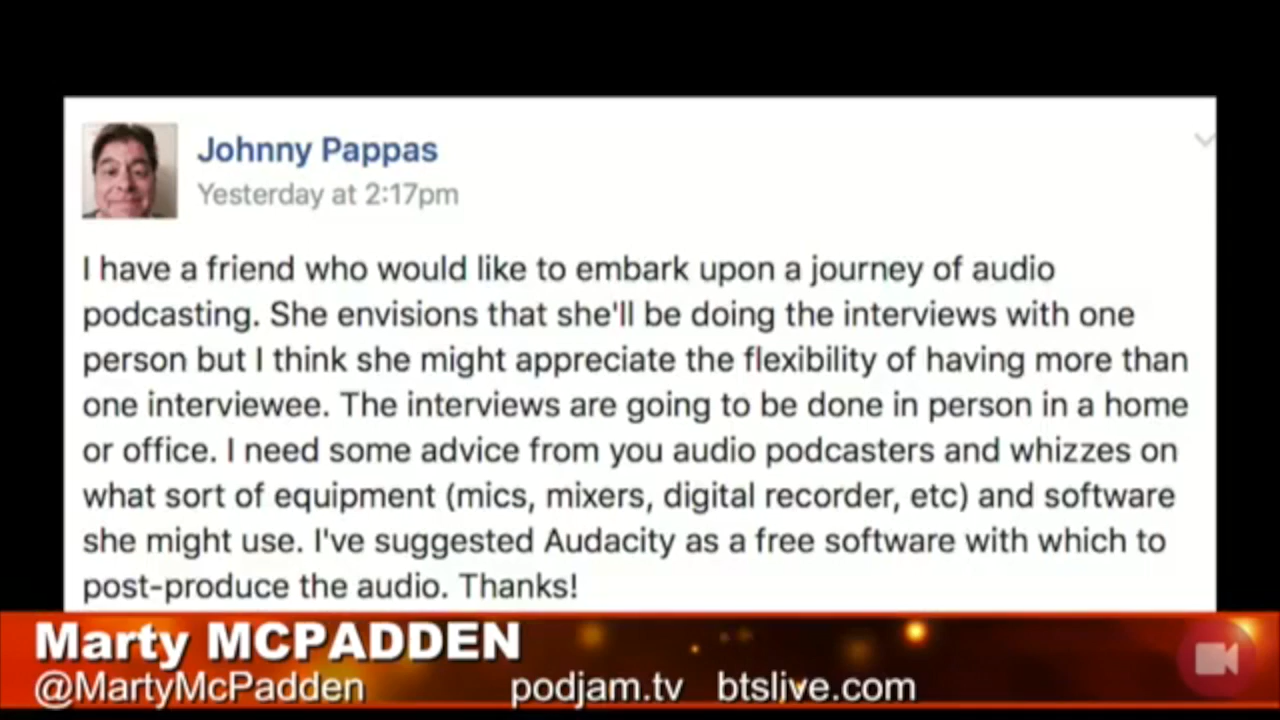 Johnny Pappas
Yesterday at 2:17pm
I have a friend who would like to embark upon a journey of audio
podcasting. She envisions that she'll be doing the interviews with one
person but I think she might appreciate the flexibility of having more than
one interviewee. The interviews are going to be done in person in a home
or office. I need some advice from you audio podcasters and whizzes on
what sort of equipment (mics, mixers, digital recorder, etc) and software
she might use. I've suggested Audacity as a free software with which to
post-produce the audio. Thanks!
Marty MCPADDEN
@MartyMcPadden podjam.tv btslive.com